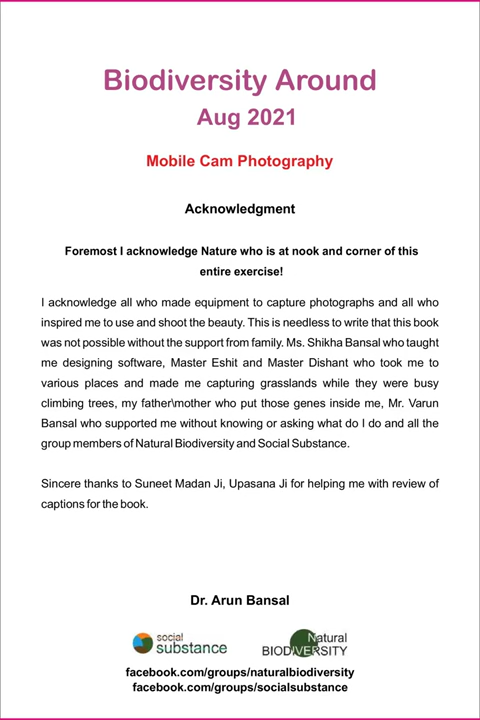 Biodiversity Around
Aug 2021
Mobile Cam Photography
Acknowledgment
Foremost I acknowledge Nature who is at nook and corner of this
entire exercise!
I acknowledge all who made equipment to capture photographs and all who
inspired me to use and shoot the beauty. This is needless to write that this book
was not possible without the support from family. Ms. Shikha Bansal who taught
me designing software, Master Eshit and Master Dishant who took me to
various places and made me capturing grasslands while they were busy
climbing trees, my father\mother who put those genes inside me, Mr. Varun
Bansal who supported me without knowing or asking what do I do and all the
group members of Natural Biodiversity and Social Substance.
Sincere thanks to Suneet Madan Ji, Upasana Ji for helping me with review of
captions for the book.
Dr. Arun Bansal
social
substance
Natural
BIODIVERSITY
facebook.com/groups/naturalbiodiversity
facebook.com/groups/socialsubstance